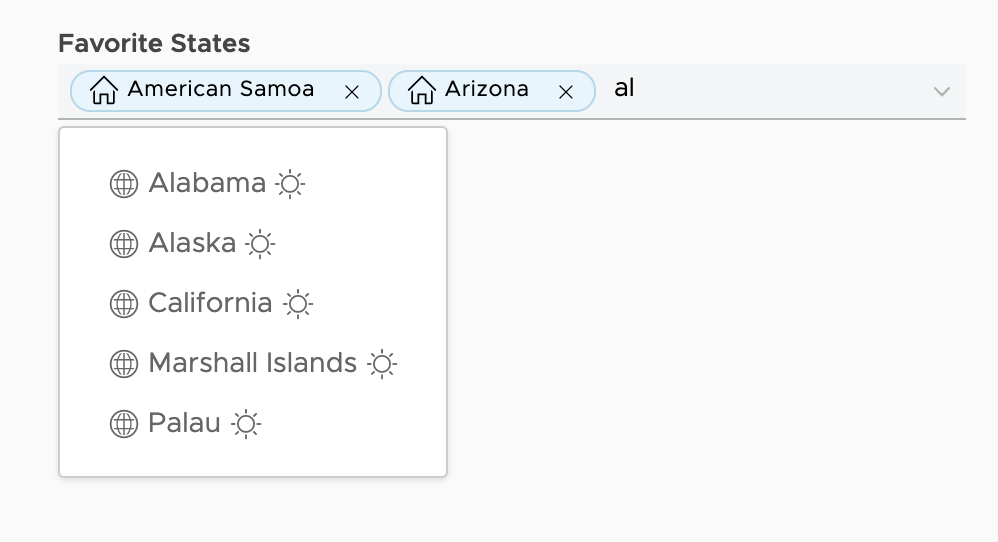 Favorite States
American Samoa Arizona al
Alabama
Alaska
California
Marshall Islands
Palau